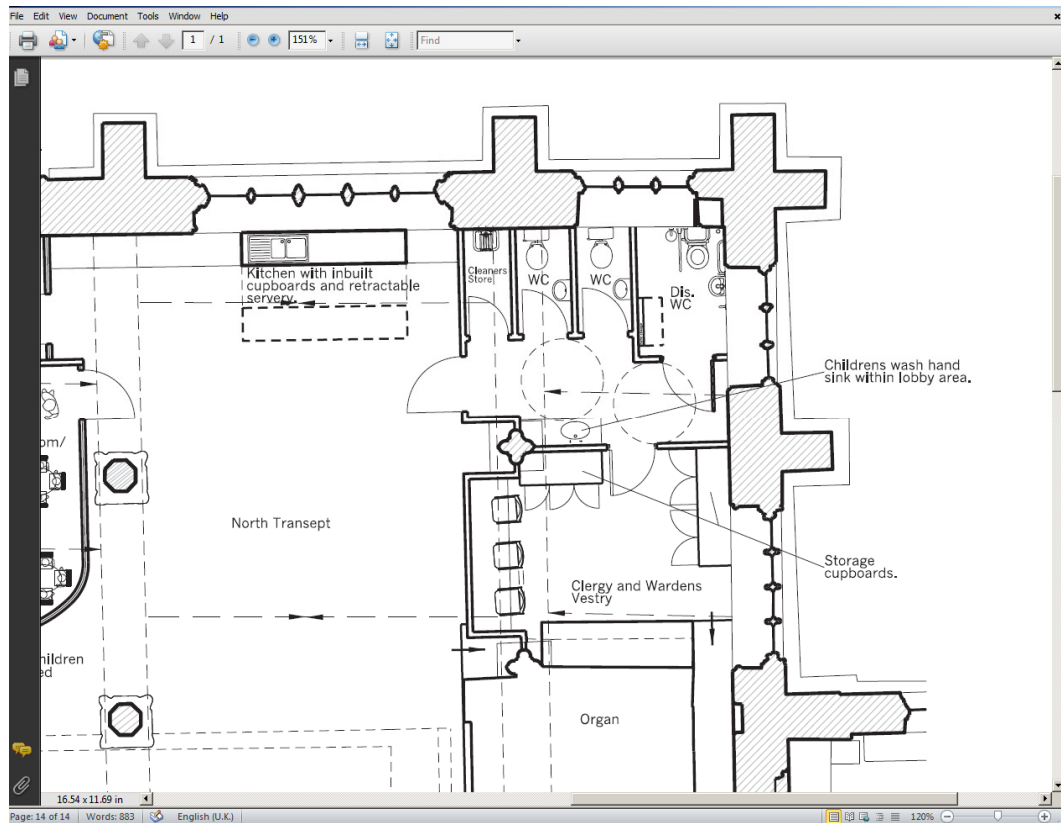 File Edit View Document Tools Window Help
1 / 1 151% Find
Kitchen with inbuilt
cupboards and retractable
servery.
Cleaners
Store
WC
WC
Dis.
WC
Childrens wash hand
sink within lobby area.
om/
North Transept
Storage
cupboards.
Clergy and Wardens
Vestry
hildren
ed
Organ
16.54 x 11.69 in
Page: 14 of 14 Words: 883 English (U.K.) 120%